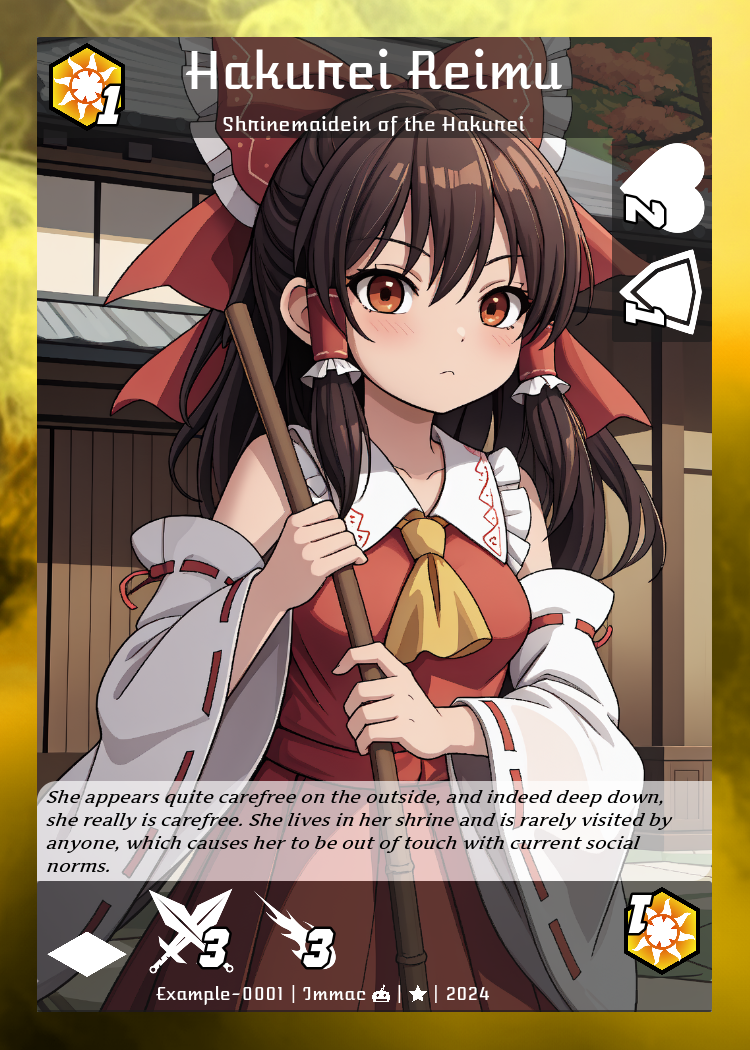 Hakurei Reimu
1
Shrinemaidein of the Hakurei
2
1
She appears quite carefree on the outside, and indeed deep down,
she really is carefree. She lives in her shrine and is rarely visited by
anyone, which causes her to be out of touch with current social
norms.
3
3
1
Example-0001 | Immac | ★ | 2024